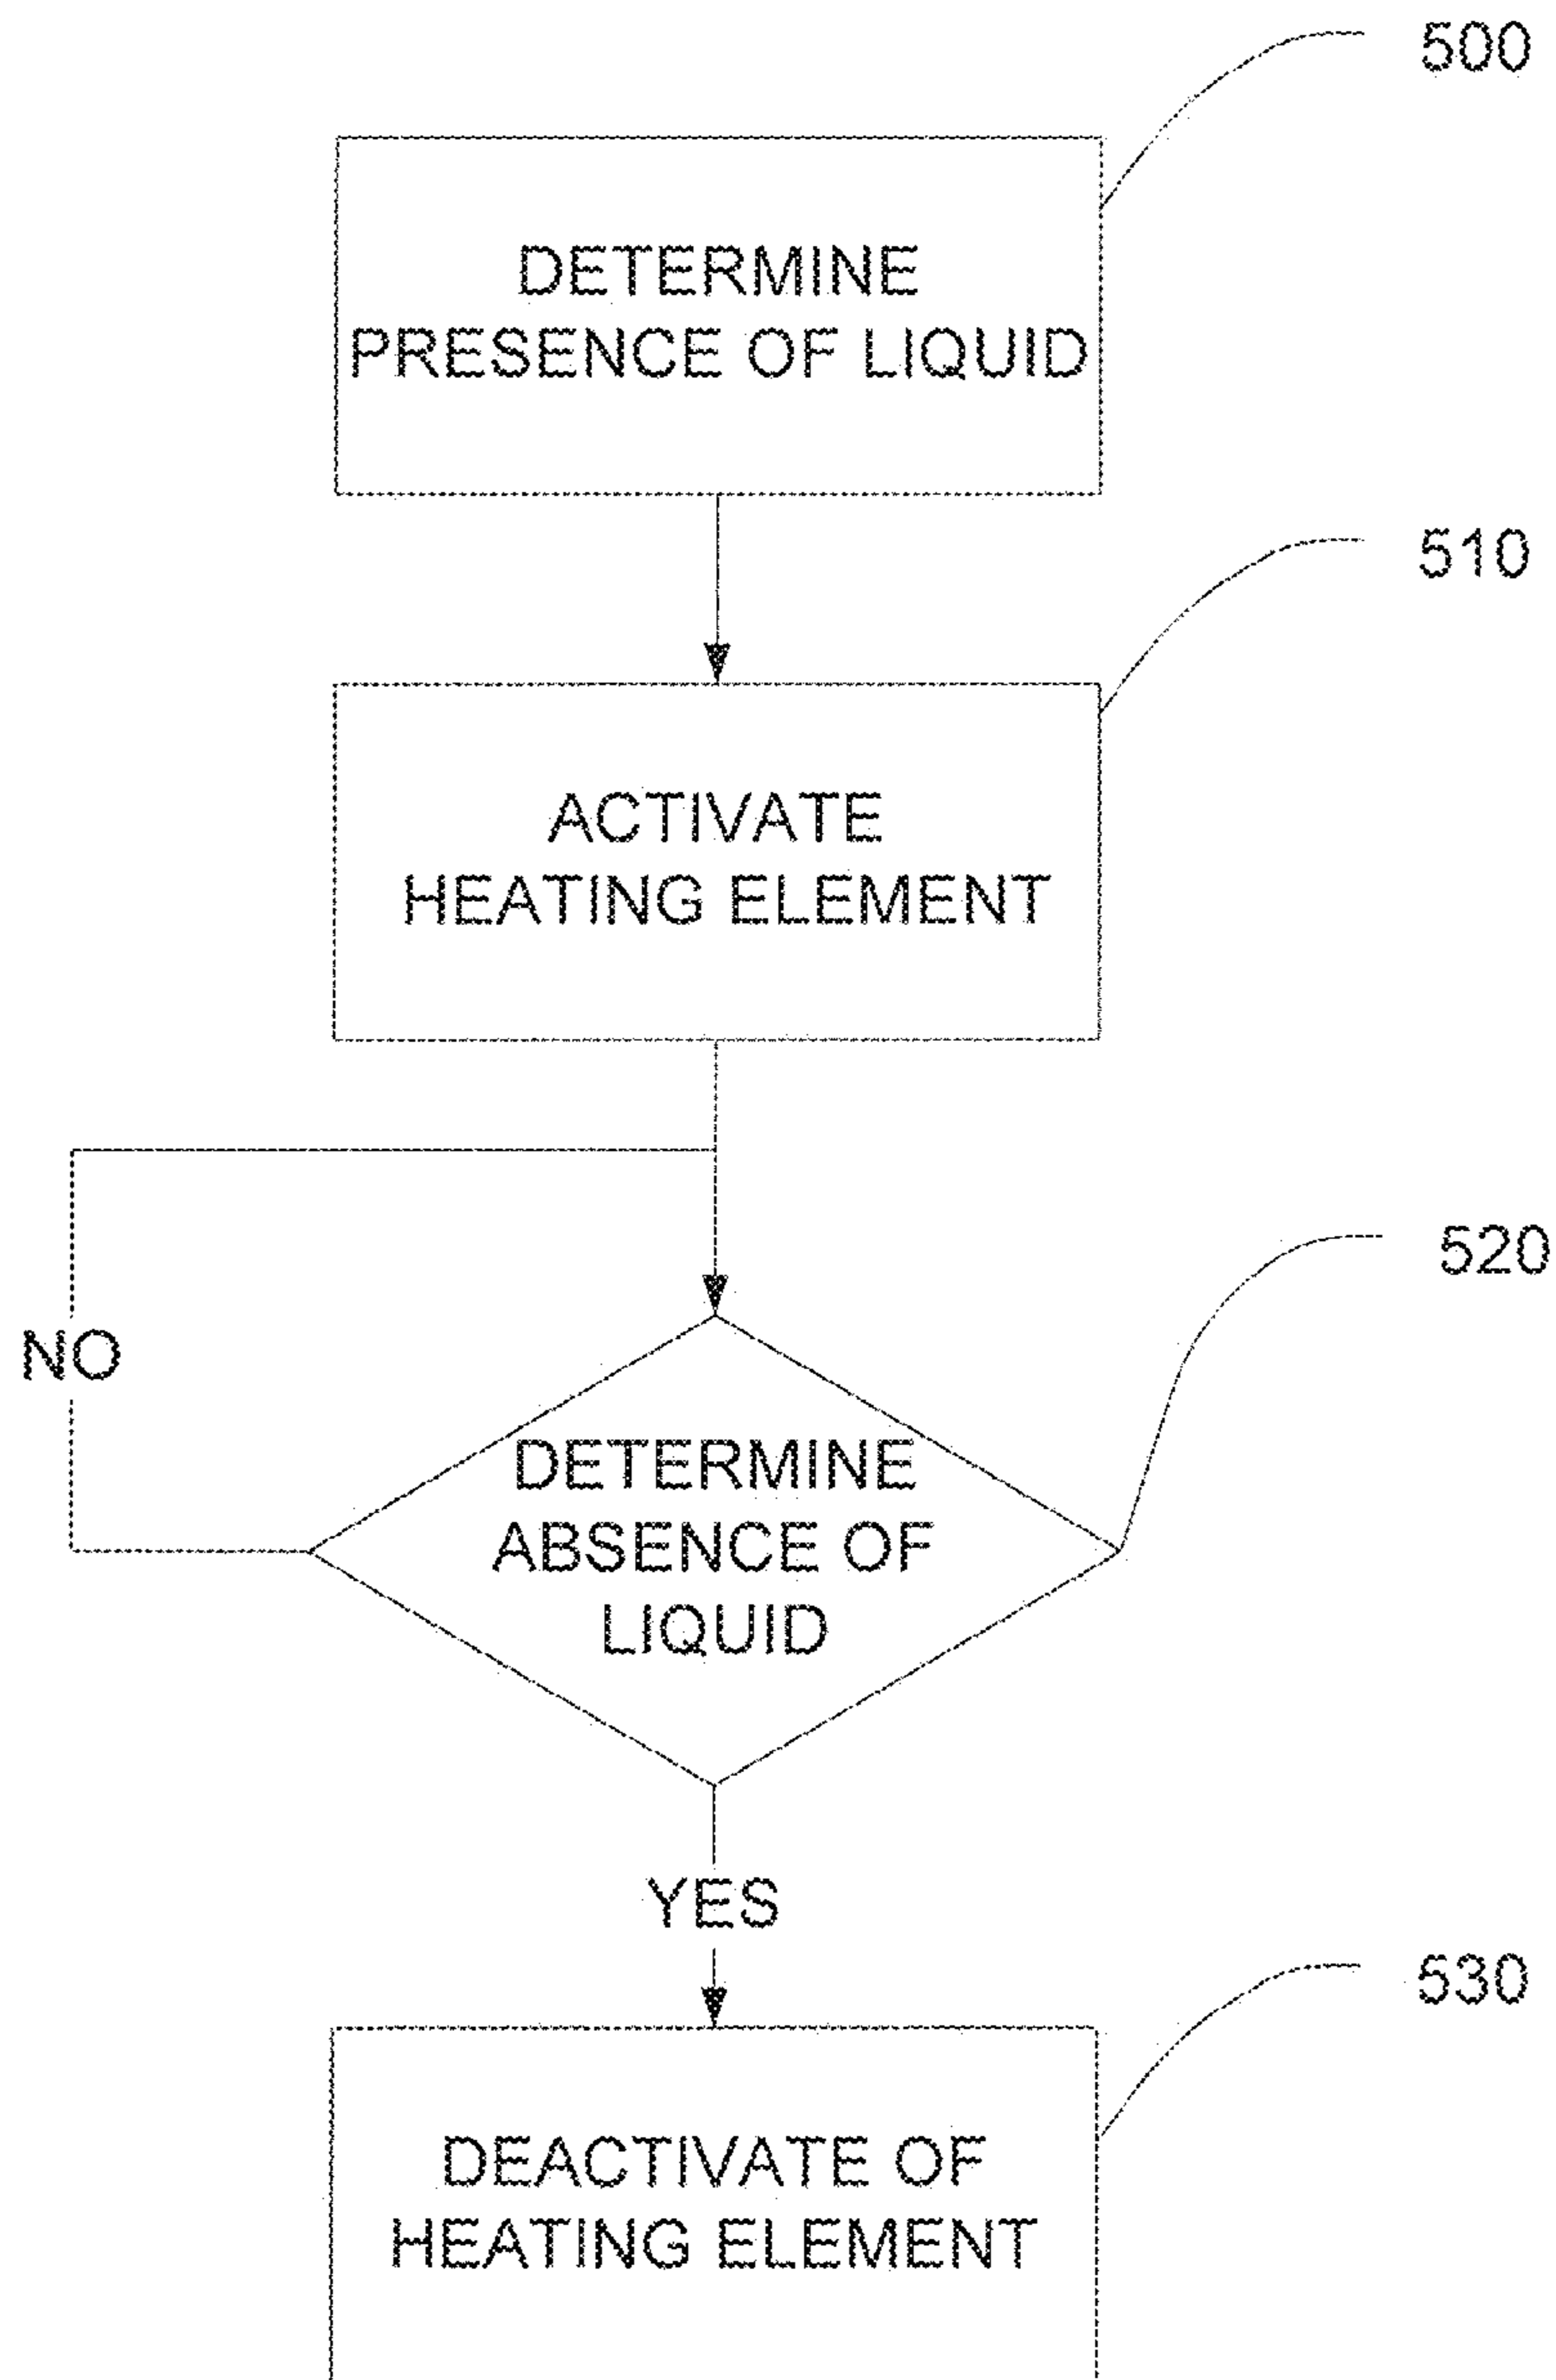 500
DETERMINE
PRESENCE OF LIQUID
510
ACTIVATE
HEATING ELEMENT
520
NO
DETERMINE
ABSENCE OF
LIQUID
YES
530
DEACTIVATE OF
HEATING ELEMENT